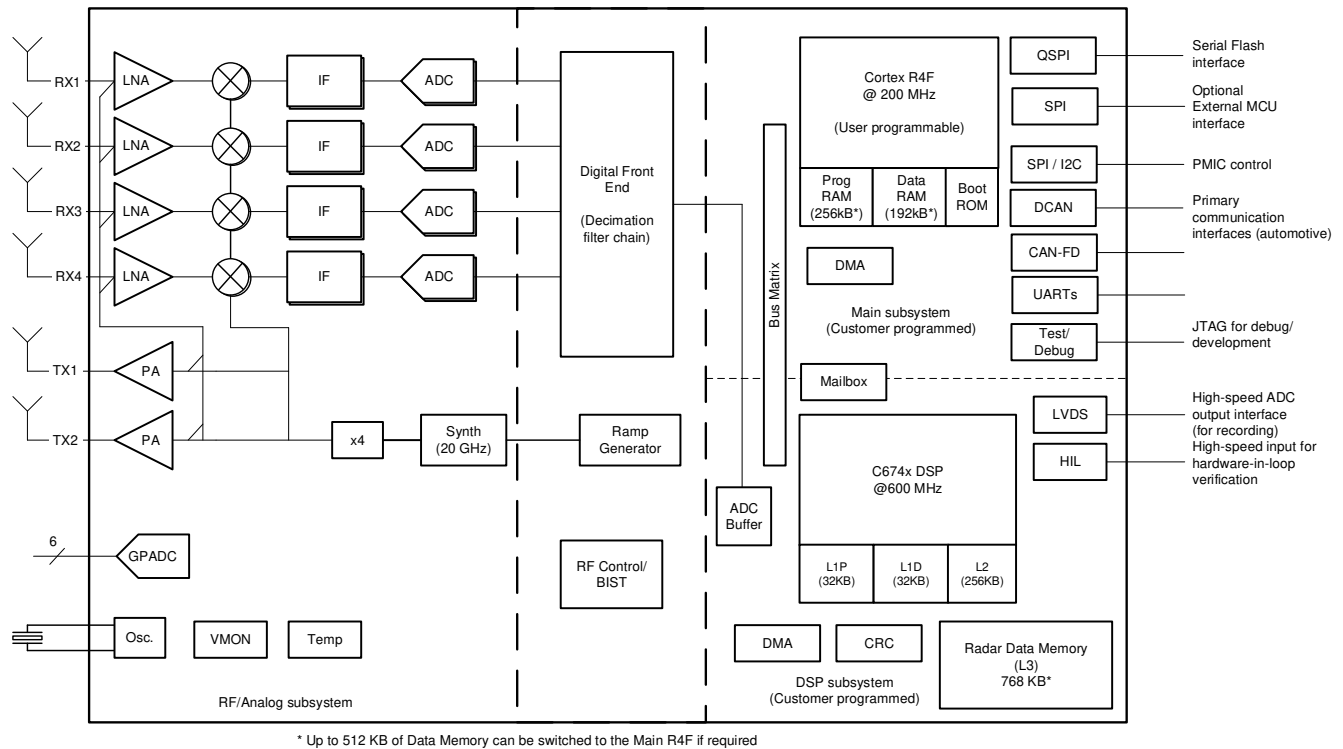 RX1
LNA
IF
ADC
RX2
LNA
IF
ADC
RX3
LNA
IF
ADC
RX4
LNA
IF
ADC
TX1
PA
TX2
PA
x4
Synth
(20 GHz)
Ramp
Generator
Digital Front
End
(Decimation
filter chain)
6
GPADC
Osc.
VMON
Temp
RF/Analog subsystem
RF Control/
BIST
ADC
Buffer
Bus Matrix
Cortex R4F
@ 200 MHz
(User programmable)
Prog
RAM
(256kB*)
Data
RAM
(192kB*)
Boot
ROM
DMA
Main subsystem
(Customer programmed)
Mailbox
QSPI
Serial Flash
interface
SPI
Optional
External MCU
interface
SPI / I2C
PMIC control
DCAN
Primary
communication
interfaces (automotive)
CAN-FD
UARTs
Test/
Debug
JTAG for debug/
development
LVDS
High-speed ADC
output interface
(for recording)
HIL
High-speed input for
hardware-in-loop
verification
C674x DSP
@600 MHz
L1P
(32KB)
L1D
(32KB)
L2
(256KB)
DMA
CRC
DSP subsystem
(Customer programmed)
Radar Data Memory
(L3)
768 KB*
* Up to 512 KB of Data Memory can be switched to the Main R4F if required